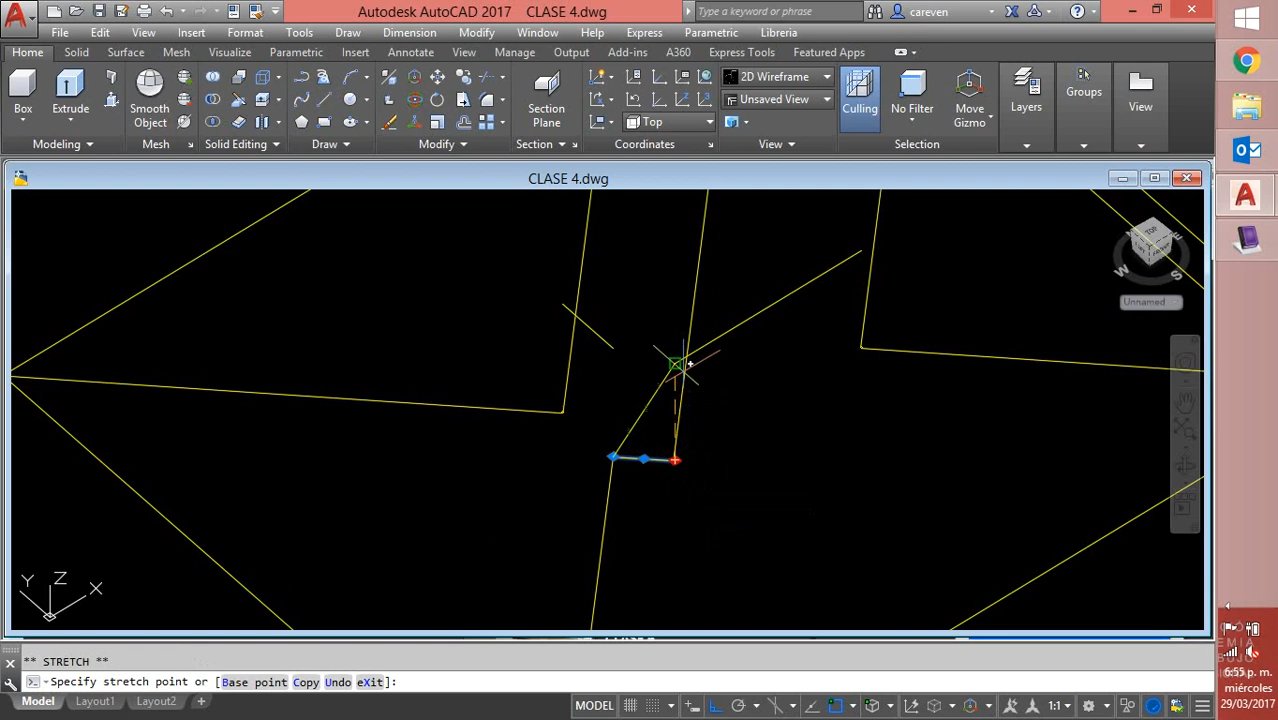 Autodesk AutoCAD 2017   CLASE 4.dwg
Type a keyword or phrase
careven
File Edit View Insert Format Tools Draw Dimension Modify Window Help Express Parametric Libreria
Home Solid Surface Mesh Visualize Parametric Insert Annotate View Manage Output Add-ins A360 Express Tools Featured Apps
2D Wireframe
Unsaved View
Top
Box Extrude Smooth Object Section Plane Culling No Filter Move Gizmo Layers Groups View
Modeling Mesh Solid Editing Draw Modify Section Coordinates View Selection
CLASE 4.dwg
TOP
W
S
E
Unnamed
Y Z X
** STRETCH **
Specify stretch point or [Base point Copy Undo eXit]:
Model Layout1 Layout2 +
MODEL 1:1
6:55 p. m.
miércoles
29/03/2017